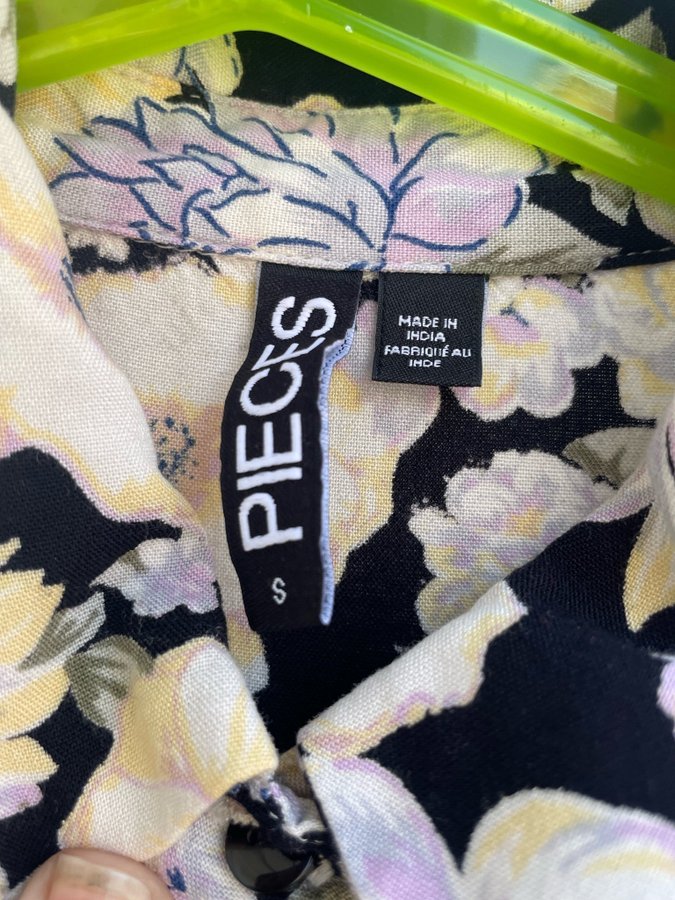 PIECES
S
MADE IN
INDIA
FABRIQUÉ AU
INDE